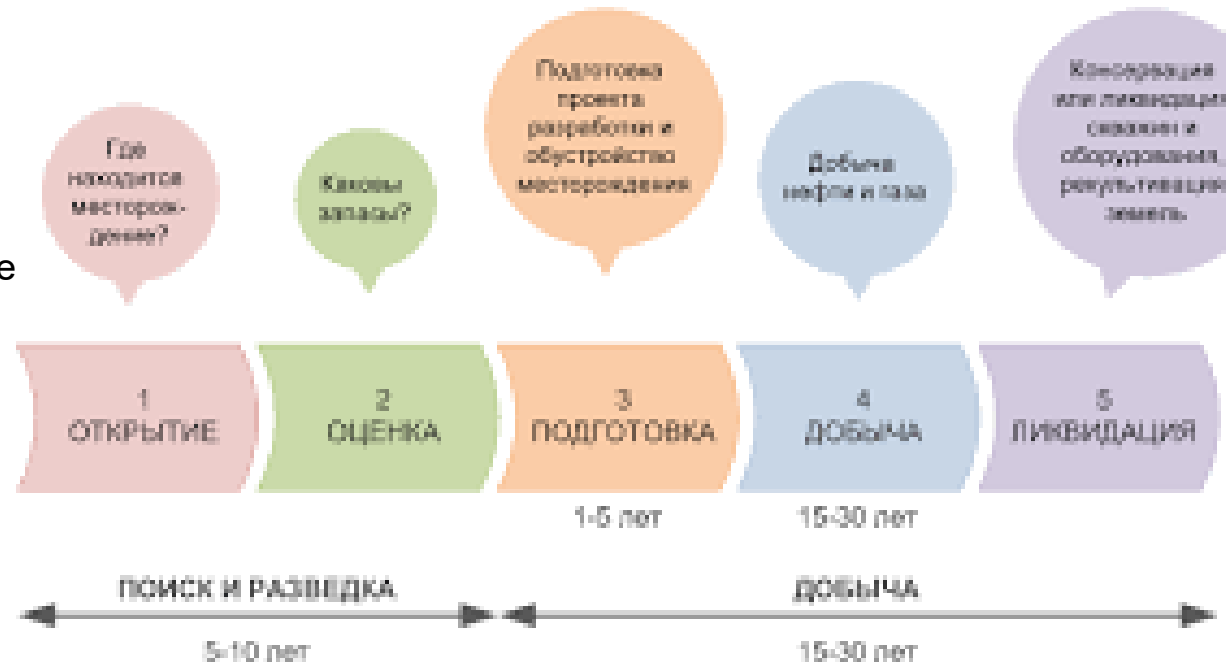 Где
находится
месторож-
дение?
Каковы
запасы?
Подготовка
проекта
разработки и
обустройство
месторождения
Добыча
нефти и газа
Консервация
или ликвидация
скважин и
оборудования,
рекультивация
земель
е
1
ОТКРЫТИЕ
2
ОЦЕНКА
3
ПОДГОТОВКА
4
ДОБЫЧА
5
ЛИКВИДАЦИЯ
1-5 лет
15-30 лет
ПОИСК И РАЗВЕДКА
ДОБЫЧА
5-10 лет
15-30 лет